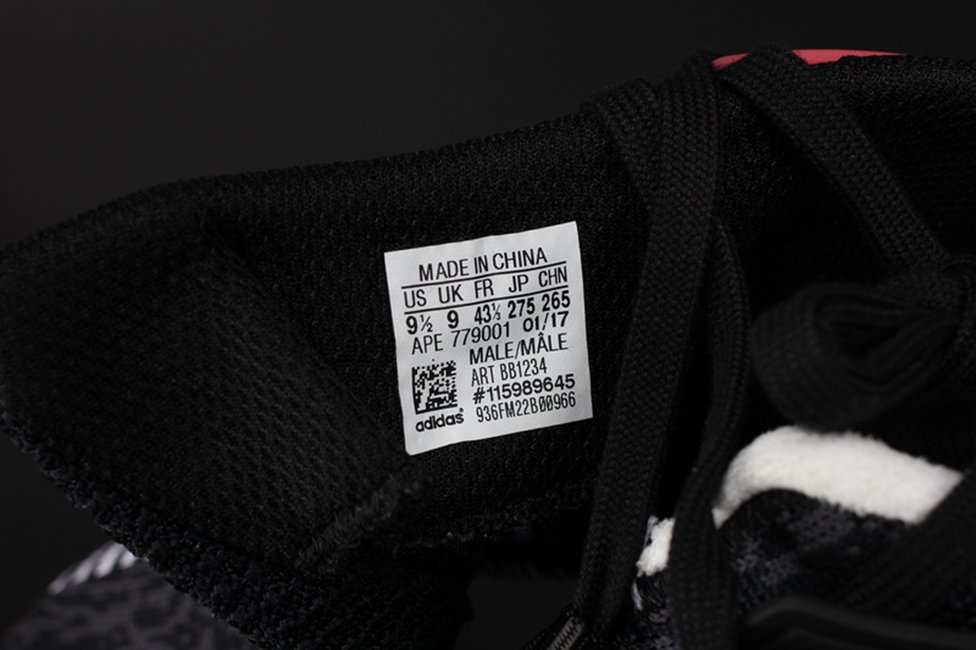 MADE IN CHINA
US UK FR JP CHN
9½ 9 43⅓ 275 265
APE 779001 01/17
MALE/MÂLE
ART BB1234
#115989645
936FM22B00966
adidas